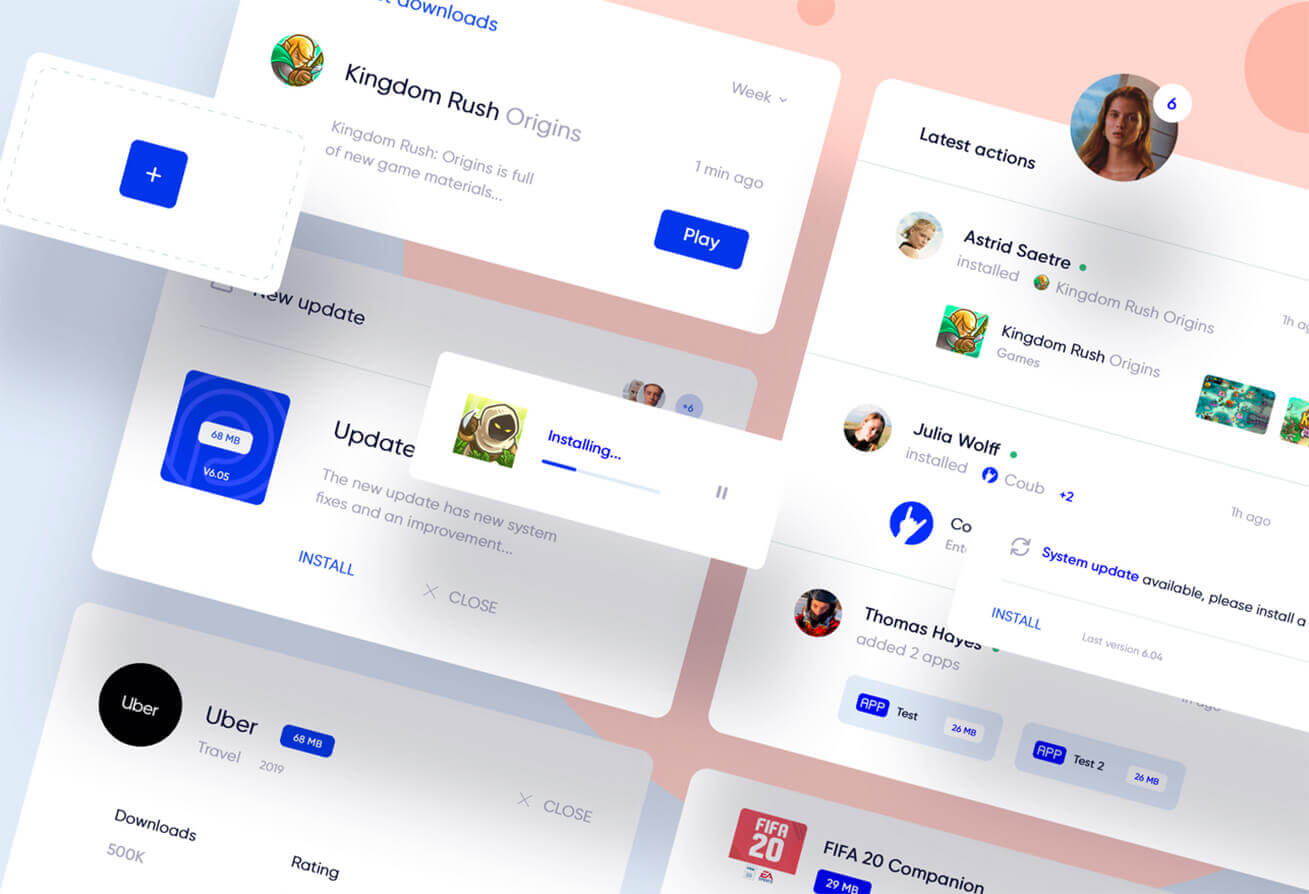 downloads
Kingdom Rush Origins
Week
Kingdom Rush: Origins is full
of new game materials...
1 min ago
Play
+
New update
+6
68 MB
V6.05
Update
The new update has new system
fixes and an improvement...
INSTALL
CLOSE
Installing...
Uber
Uber
68 MB
Travel
2019
CLOSE
Downloads
500K
Rating
6
Latest actions
Astrid Saetre
installed
Kingdom Rush Origins
1h ag
Kingdom Rush Origins
Games
Julia Wolff
installed
Coub
+2
1h ago
Co
Ent
System update available, please install a
INSTALL
Last version 6.04
Thomas Hayes
added 2 apps
1h ago
APP
Test
26 MB
APP
Test 2
26 MB
FIFA
20
EA
SPORTS
FIFA 20 Companion
29 MB